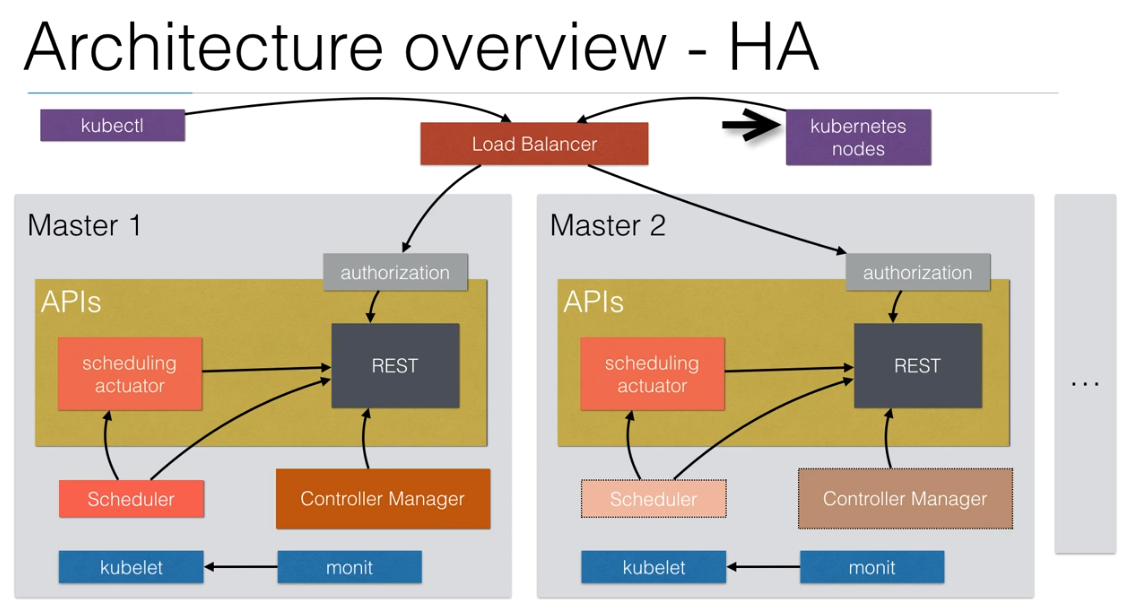 Architecture overview - HA
kubectl
Load Balancer
kubernetes
nodes
Master 1
authorization
APIs
scheduling
actuator
REST
Scheduler
Controller Manager
kubelet
monit
Master 2
authorization
APIs
scheduling
actuator
REST
Scheduler
Controller Manager
kubelet
monit
...